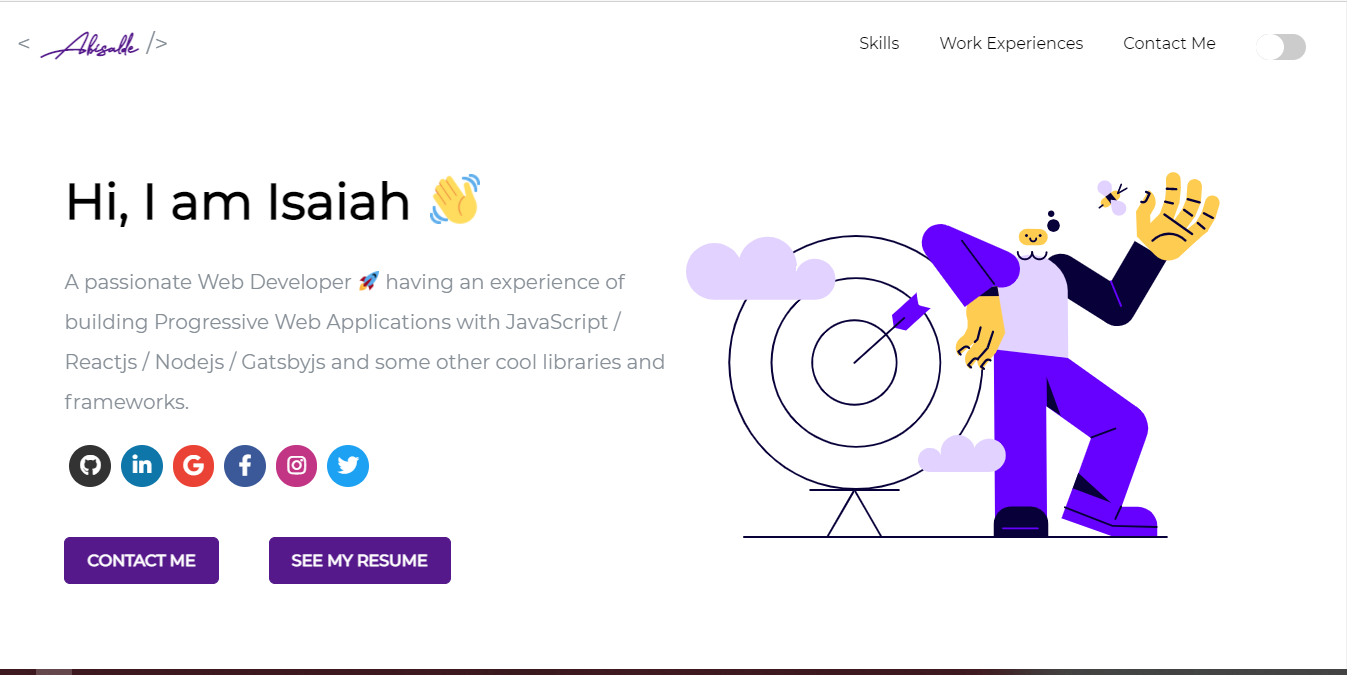 < Abisalde />
Skills Work Experiences Contact Me
Hi, I am Isaiah 👋
A passionate Web Developer 🚀 having an experience of
building Progressive Web Applications with JavaScript /
Reactjs / Nodejs / Gatsbyjs and some other cool libraries and
frameworks.
CONTACT ME SEE MY RESUME